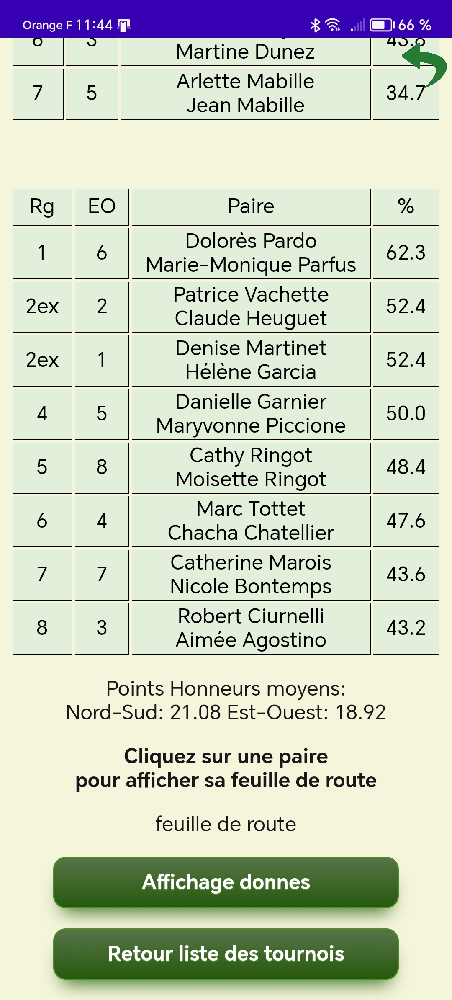 Orange F 11:44 66 %
6 3 Martine Dunez 43.8
7 5 Arlette Mabille 34.7
Jean Mabille
Rg EO Paire %
1 6 Dolorès Pardo 62.3
Marie-Monique Parfus
2ex 2 Patrice Vachette 52.4
Claude Heuguet
2ex 1 Denise Martinet 52.4
Hélène Garcia
4 5 Danielle Garnier 50.0
Maryvonne Piccione
5 8 Cathy Ringot 48.4
Moisette Ringot
6 4 Marc Tottet 47.6
Chacha Chatellier
7 7 Catherine Marois 43.6
Nicole Bontemps
8 3 Robert Ciurnelli 43.2
Aimée Agostino
Points Honneurs moyens:
Nord-Sud: 21.08 Est-Ouest: 18.92
Cliquez sur une paire
pour afficher sa feuille de route
feuille de route
Affichage donnes
Retour liste des tournois